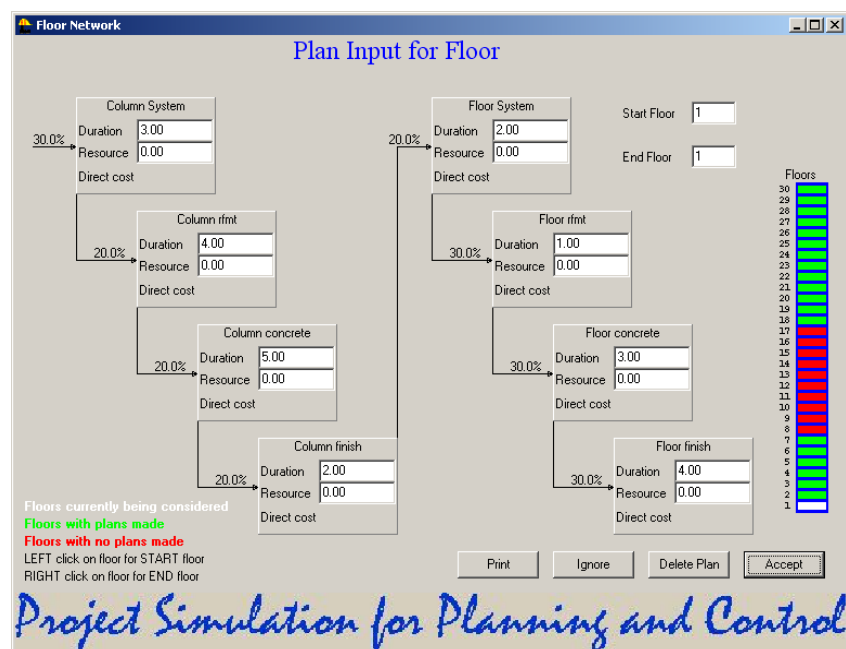 Floor Network
Plan Input for Floor
30.0%
Column System
Duration 3.00
Resource 0.00
Direct cost
20.0%
Column rfmt
Duration 4.00
Resource 0.00
Direct cost
20.0%
Column concrete
Duration 5.00
Resource 0.00
Direct cost
20.0%
Column finish
Duration 2.00
Resource 0.00
Direct cost
20.0%
Floor System
Duration 2.00
Resource 0.00
Direct cost
30.0%
Floor rfmt
Duration 1.00
Resource 0.00
Direct cost
30.0%
Floor concrete
Duration 3.00
Resource 0.00
Direct cost
30.0%
Floor finish
Duration 4.00
Resource 0.00
Direct cost
Start Floor 1
End Floor 1
Floors
30
29
28
27
26
25
24
23
22
21
20
19
18
17
16
15
14
13
12
11
10
9
8
7
6
5
4
3
2
1
Floors currently being considered
Floors with plans made
Floors with no plans made
LEFT click on floor for START floor
RIGHT click on floor for END floor
Print Ignore Delete Plan Accept
Project Simulation for Planning and Control